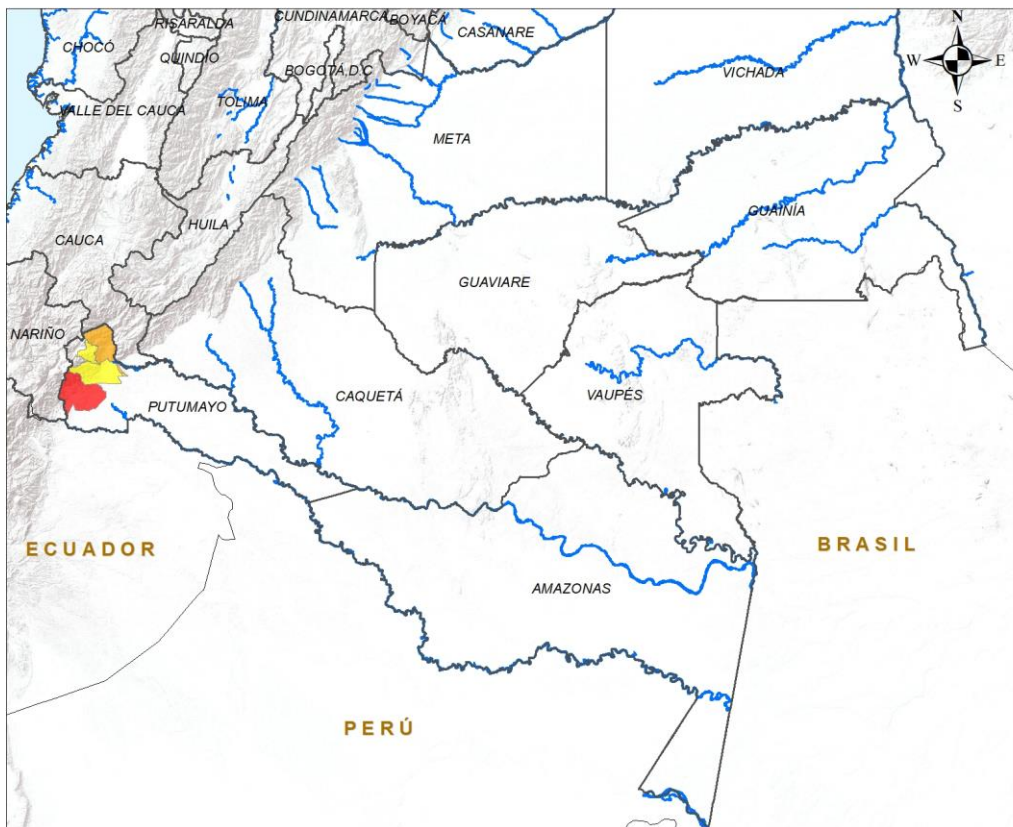 RISARALDA
CUNDINAMARCA
BOYACÁ
CASANARE
CHOCÓ
QUINDIO
BOGOTÁ, D.C
VICHADA
N
W E
S
VALLE DEL CAUCA
TOLIMA
META
CAUCA
HUILA
GUAINÍA
GUAVIARE
NARIÑO
PUTUMAYO
CAQUETÁ
VAUPÉS
ECUADOR
BRASIL
AMAZONAS
PERÚ